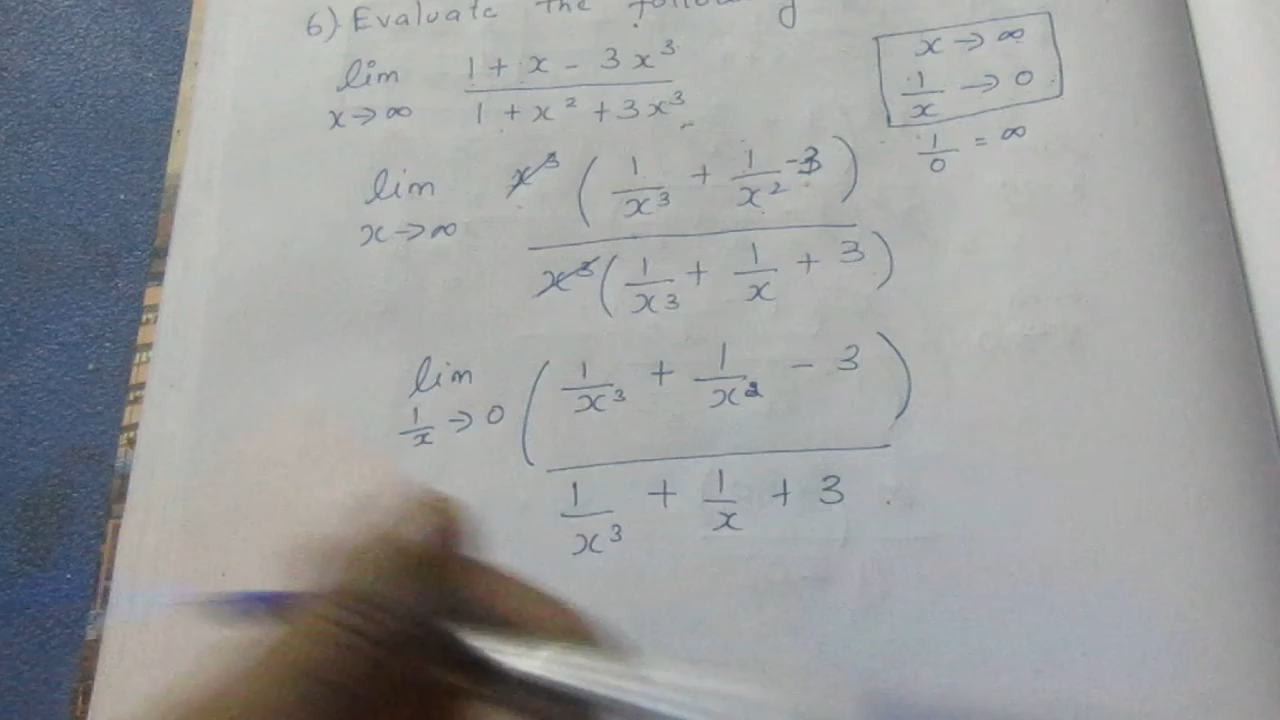 6) Evaluate the following
lim x→∞ (1 + x - 3x³) / (1 + x² + 3x³)
x → ∞
1/x → 0
1/0 = ∞
lim x→∞ x³ (1/x³ + 1/x² - 3) / x³ (1/x³ + 1/x + 3)
lim 1/x→0 (1/x³ + 1/x² - 3) / 1/x³ + 1/x + 3